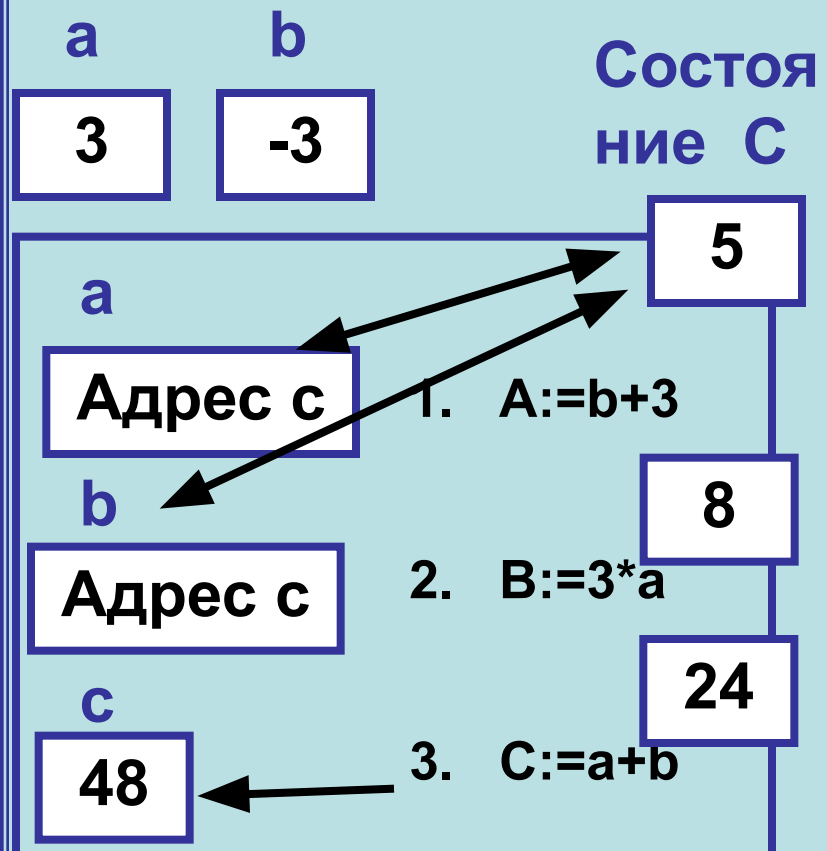 a b
Состоя
ние С
3 -3
5
a
Адрес с
1. A:=b+3
b
8
Адрес с
2. B:=3*a
24
c
48
3. C:=a+b